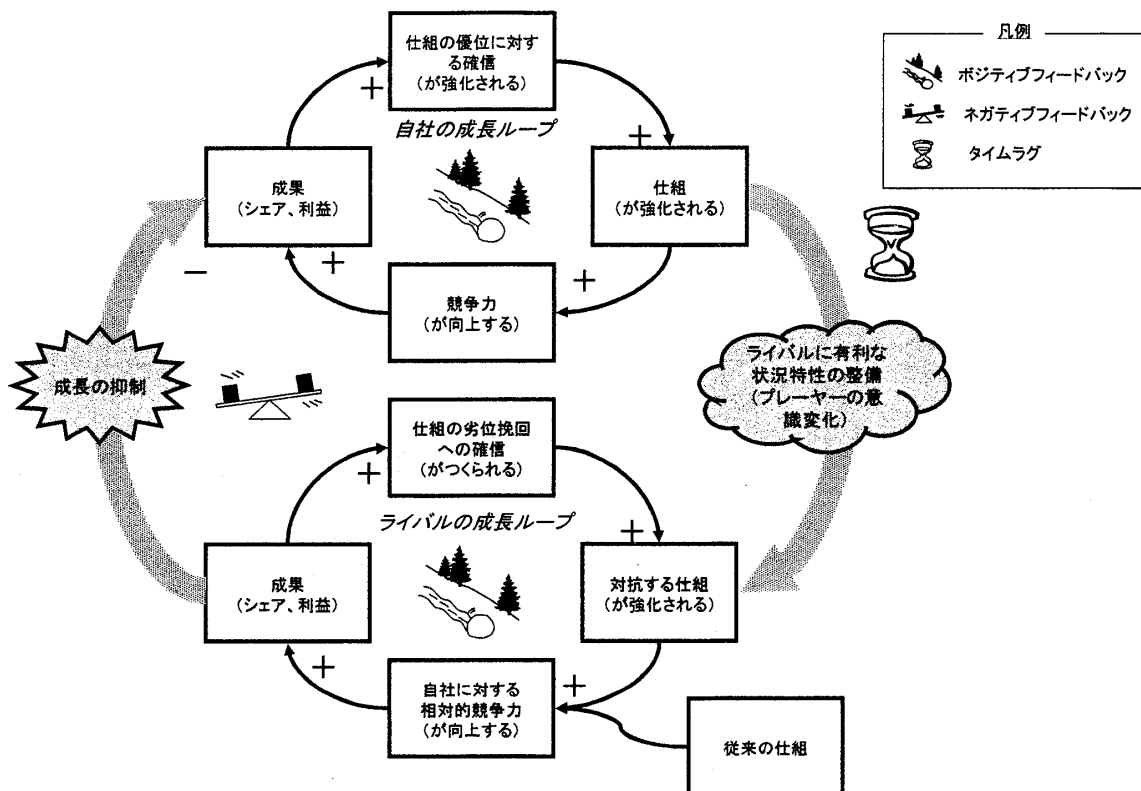 仕組の優位に対す
る確信
(が強化される)
凡例
ポジティブフィードバック
ネガティブフィードバック
タイムラグ
+
自社の成長ループ
+
成果
(シェア、利益)
仕組
(が強化される)
−
+
+
競争力
(が向上する)
成長の抑制
ライバルに有利な
状況特性の整備
(プレーヤーの意
識変化)
仕組の劣位挽回
への確信
(がつくられる)
+
ライバルの成長ループ
+
成果
(シェア、利益)
対抗する仕組
(が強化される)
+
+
自社に対する
相対的競争力
(が向上する)
従来の仕組